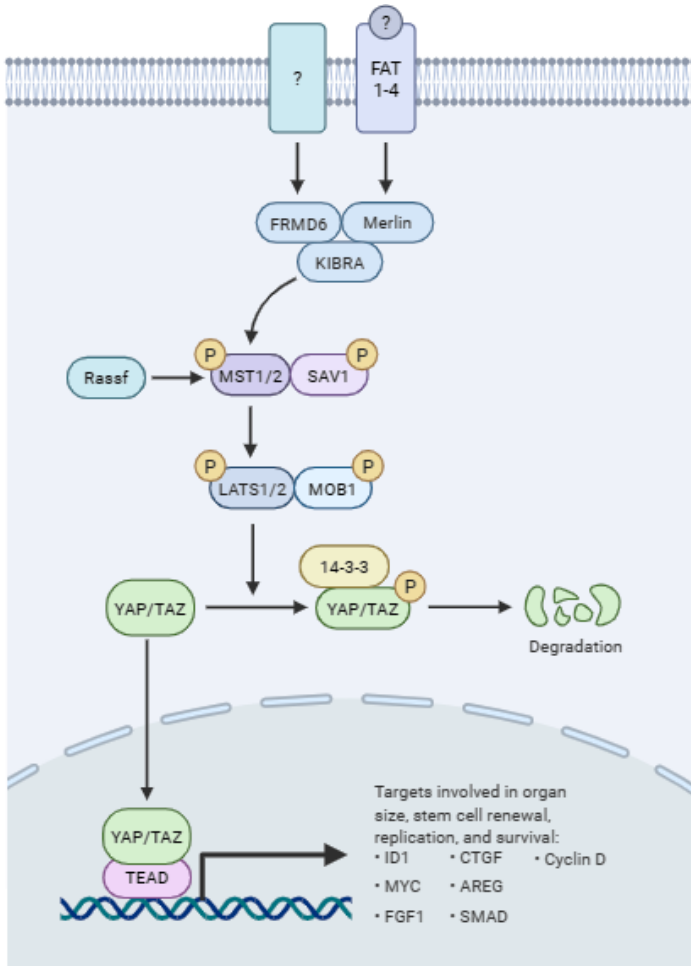 ?
?
FAT
1-4
FRMD6
Merlin
KIBRA
P
P
Rassf
MST1/2
SAV1
P
P
LATS1/2
MOB1
14-3-3
P
YAP/TAZ
YAP/TAZ
Degradation
Targets involved in organ
size, stem cell renewal,
replication, and survival:
• ID1 • CTGF • Cyclin D
• MYC • AREG
• FGF1 • SMAD
YAP/TAZ
TEAD